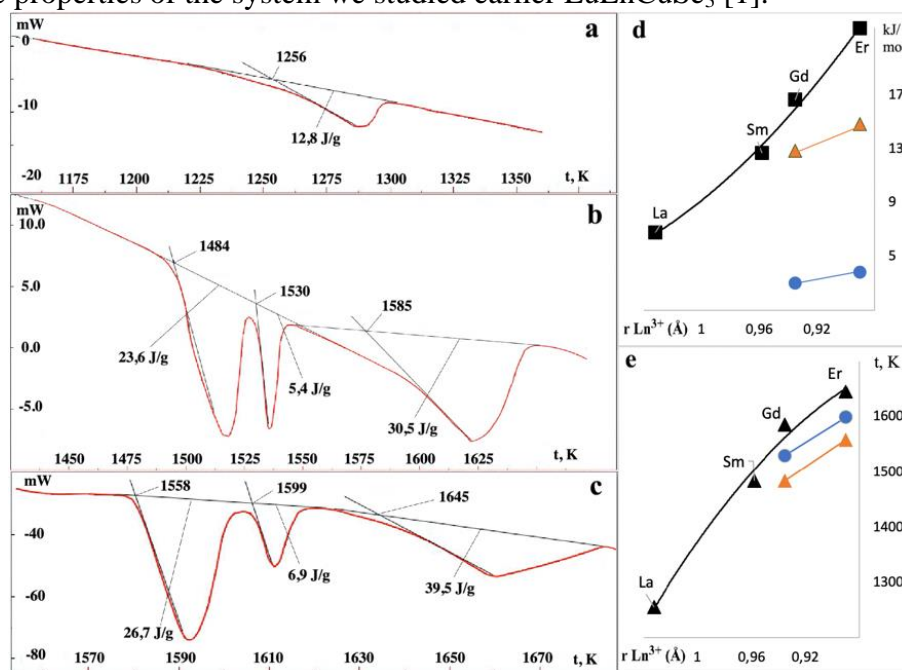 properties of the system we studied earlier EuLnCuSe₃ [1].
mW
0
-10
-20
a
1256
12,8 J/g
1175 1200 1225 1250 1275 1300 1325 1350 t, K
mW
10.0
5.0
0.0
-5.0
b
1484
1530
1585
23,6 J/g
5,4 J/g
30,5 J/g
1450 1475 1500 1525 1550 1575 1600 1625 t, K
c
-40
-60
-80
1558
1599
1645
26,7 J/g
6,9 J/g
39,5 J/g
1570 1590 1610 1630 1650 1670 t, K
d
kJ/
mo
Er
Gd
Sm
La
17
13
9
5
r Ln³⁺ (Å) 1 0,96 0,92
e
t, K
Er
Gd
Sm
La
1600
1500
1400
1300
r Ln³⁺ (Å) 1 0,96 0,92